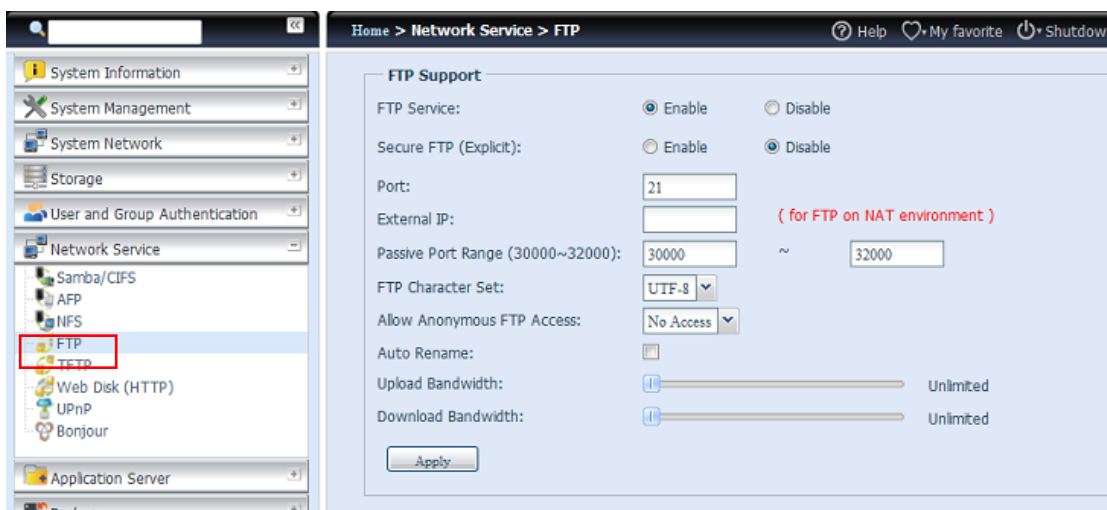 Home > Network Service > FTP
Help
My favorite
Shutdow
System Information
System Management
System Network
Storage
User and Group Authentication
Network Service
Samba/CIFS
AFP
NFS
FTP
TFTP
Web Disk (HTTP)
UPnP
Bonjour
Application Server
FTP Support
FTP Service: Enable Disable
Secure FTP (Explicit): Enable Disable
Port: 21
External IP: ( for FTP on NAT environment )
Passive Port Range (30000~32000): 30000 ~ 32000
FTP Character Set: UTF-8
Allow Anonymous FTP Access: No Access
Auto Rename:
Upload Bandwidth: Unlimited
Download Bandwidth: Unlimited
Apply